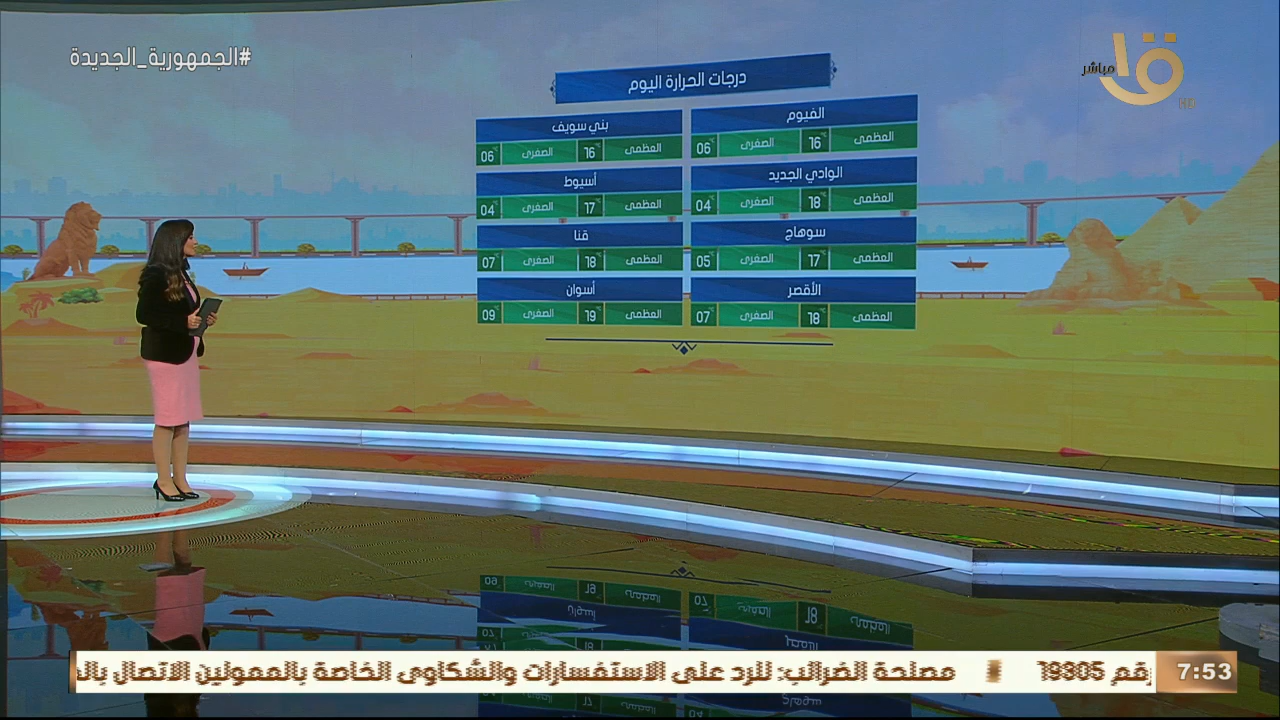 #الجمهورية_الجديدة
مباشر
HD
درجات الحرارة اليوم
الفيوم
العظمى 16°c الصغرى 06°c
بني سويف
العظمى 16°c الصغرى 06°c
الوادي الجديد
العظمى 18°c الصغرى 04°c
أسيوط
العظمى 17°c الصغرى 04°c
سوهاج
العظمى 17°c الصغرى 05°c
قنا
العظمى 18°c الصغرى 07°c
الأقصر
العظمى 18°c الصغرى 07°c
أسوان
العظمى 19°c الصغرى 09°c
7:53
رقم 19805 مصلحة الضرائب: للرد على الاستفسارات والشكاوى الخاصة بالممولين الاتصال بال